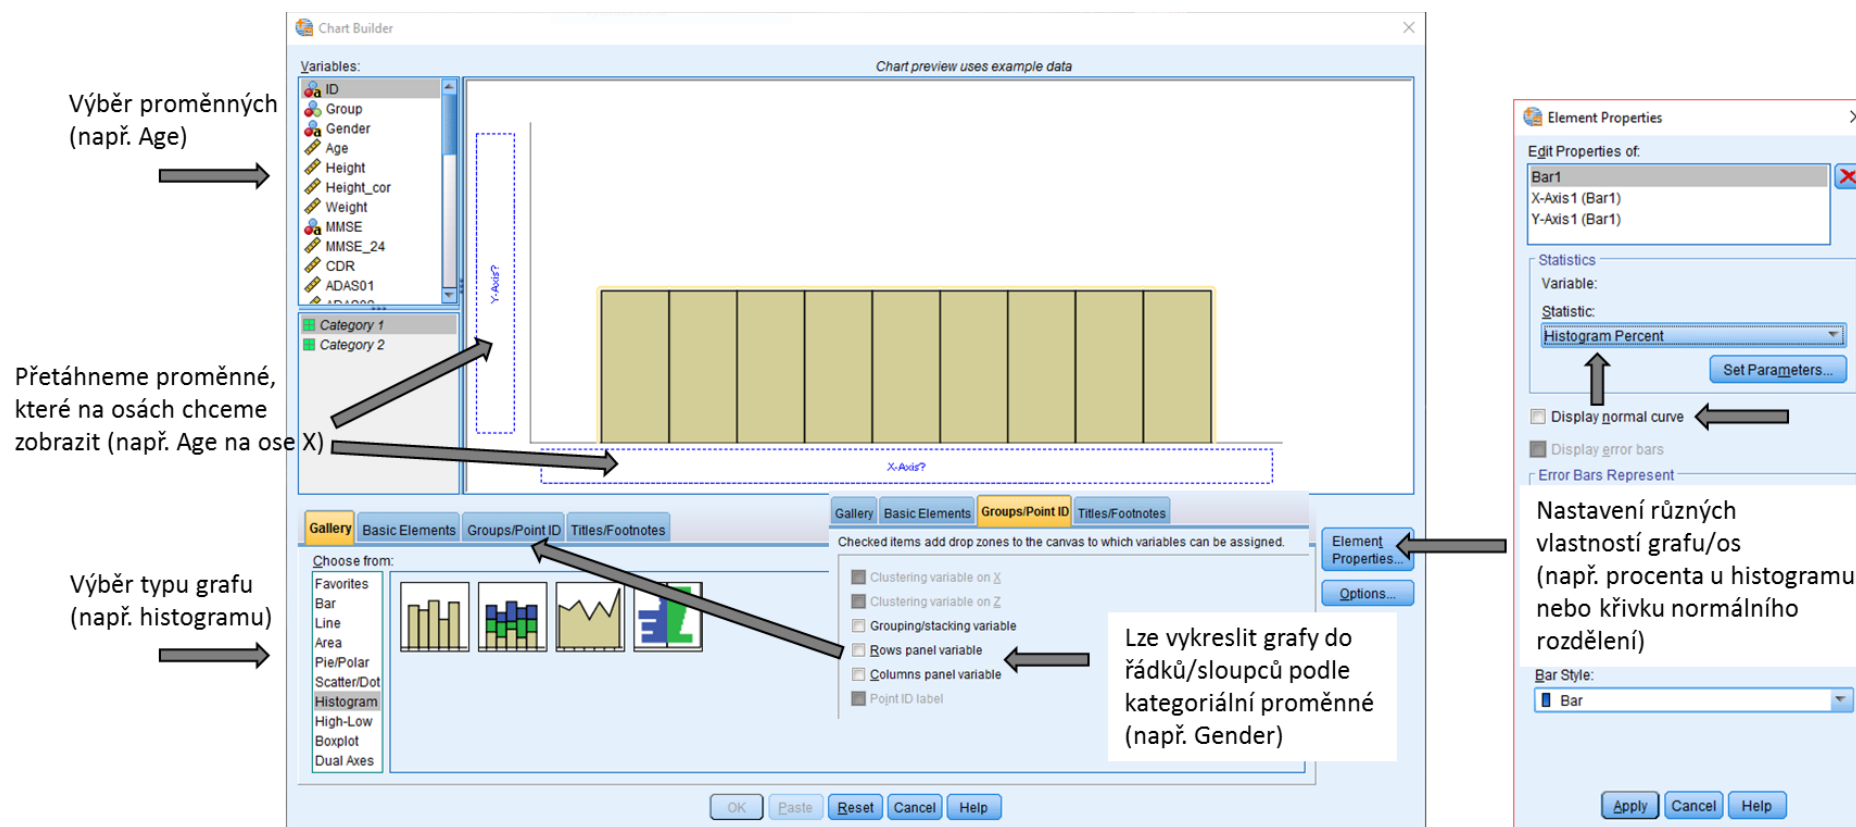 Chart Builder
Variables:
Chart preview uses example data
ID
Group
Gender
Age
Height
Height_cor
Weight
MMSE
MMSE_24
CDR
ADAS01
Category 1
Category 2
Y-Axis?
X-Axis?
Výběr proměnných
(např. Age)
Přetáhneme proměnné,
které na osách chceme
zobrazit (např. Age na ose X)
Výběr typu grafu
(např. histogramu)
Gallery Basic Elements Groups/Point ID Titles/Footnotes
Choose from:
Favorites
Bar
Line
Area
Pie/Polar
Scatter/Dot
Histogram
High-Low
Boxplot
Dual Axes
Gallery Basic Elements Groups/Point ID Titles/Footnotes
Checked items add drop zones to the canvas to which variables can be assigned.
Clustering variable on X
Clustering variable on Z
Grouping/stacking variable
Rows panel variable
Columns panel variable
Point ID label
Lze vykreslit grafy do
řádků/sloupců podle
kategoriální proměnné
(např. Gender)
Element
Properties...
Options...
OK Paste Reset Cancel Help
Element Properties
Edit Properties of:
Bar1
X-Axis1 (Bar1)
Y-Axis1 (Bar1)
Statistics
Variable:
Statistic:
Histogram Percent
Set Parameters...
Display normal curve
Display error bars
Error Bars Represent
Nastavení různých
vlastností grafu/os
(např. procenta u histogramu
nebo křivku normálního
rozdělení)
Bar Style:
Bar
Apply Cancel Help